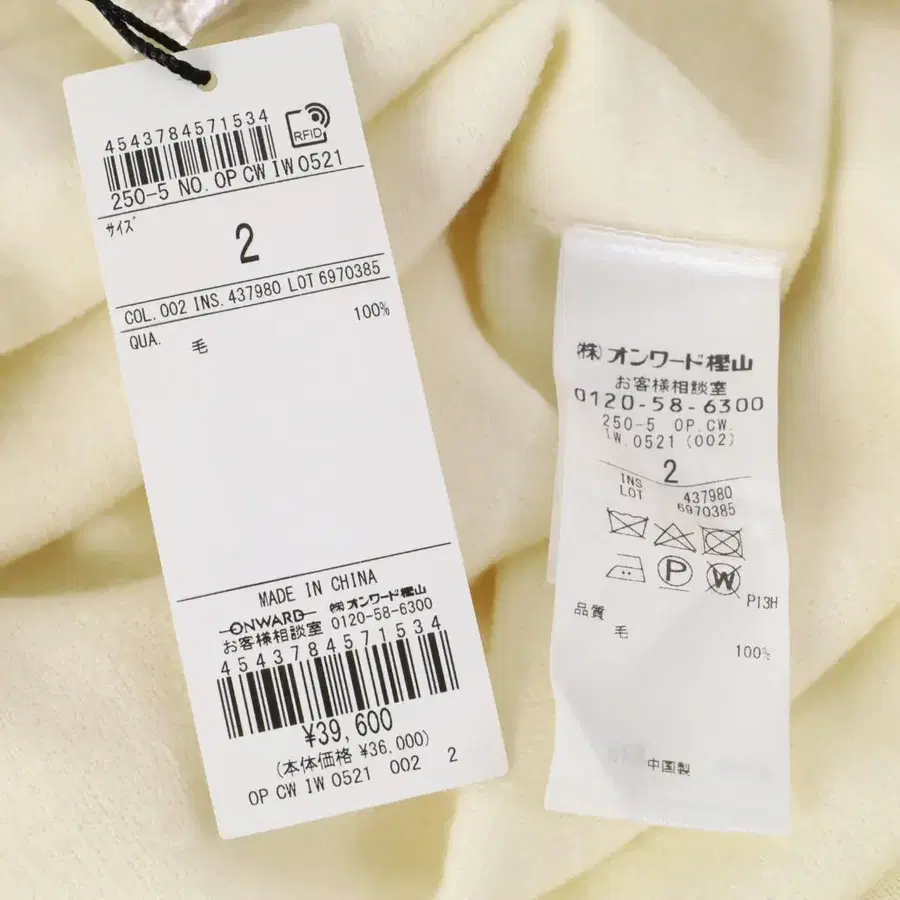 4543784571534
RFID
250-5 NO. OP CW IW 0521
サイズ
2
COL. 002 INS. 437980 LOT 6970385
QUA. 毛 100%
MADE IN CHINA
ONWARD ㈱オンワード樫山
お客様相談室 0120-58-6300
4543784571534
¥39,600
(本体価格 ¥36,000)
OP CW IW 0521 002 2
(株)オンワード樫山
お客様相談室
0120-58-6300
250-5 OP.CW.
IW.0521 (002)
2
INS 437980
LOT 6970385
P
W
P13H
品質
毛
100%
中国製